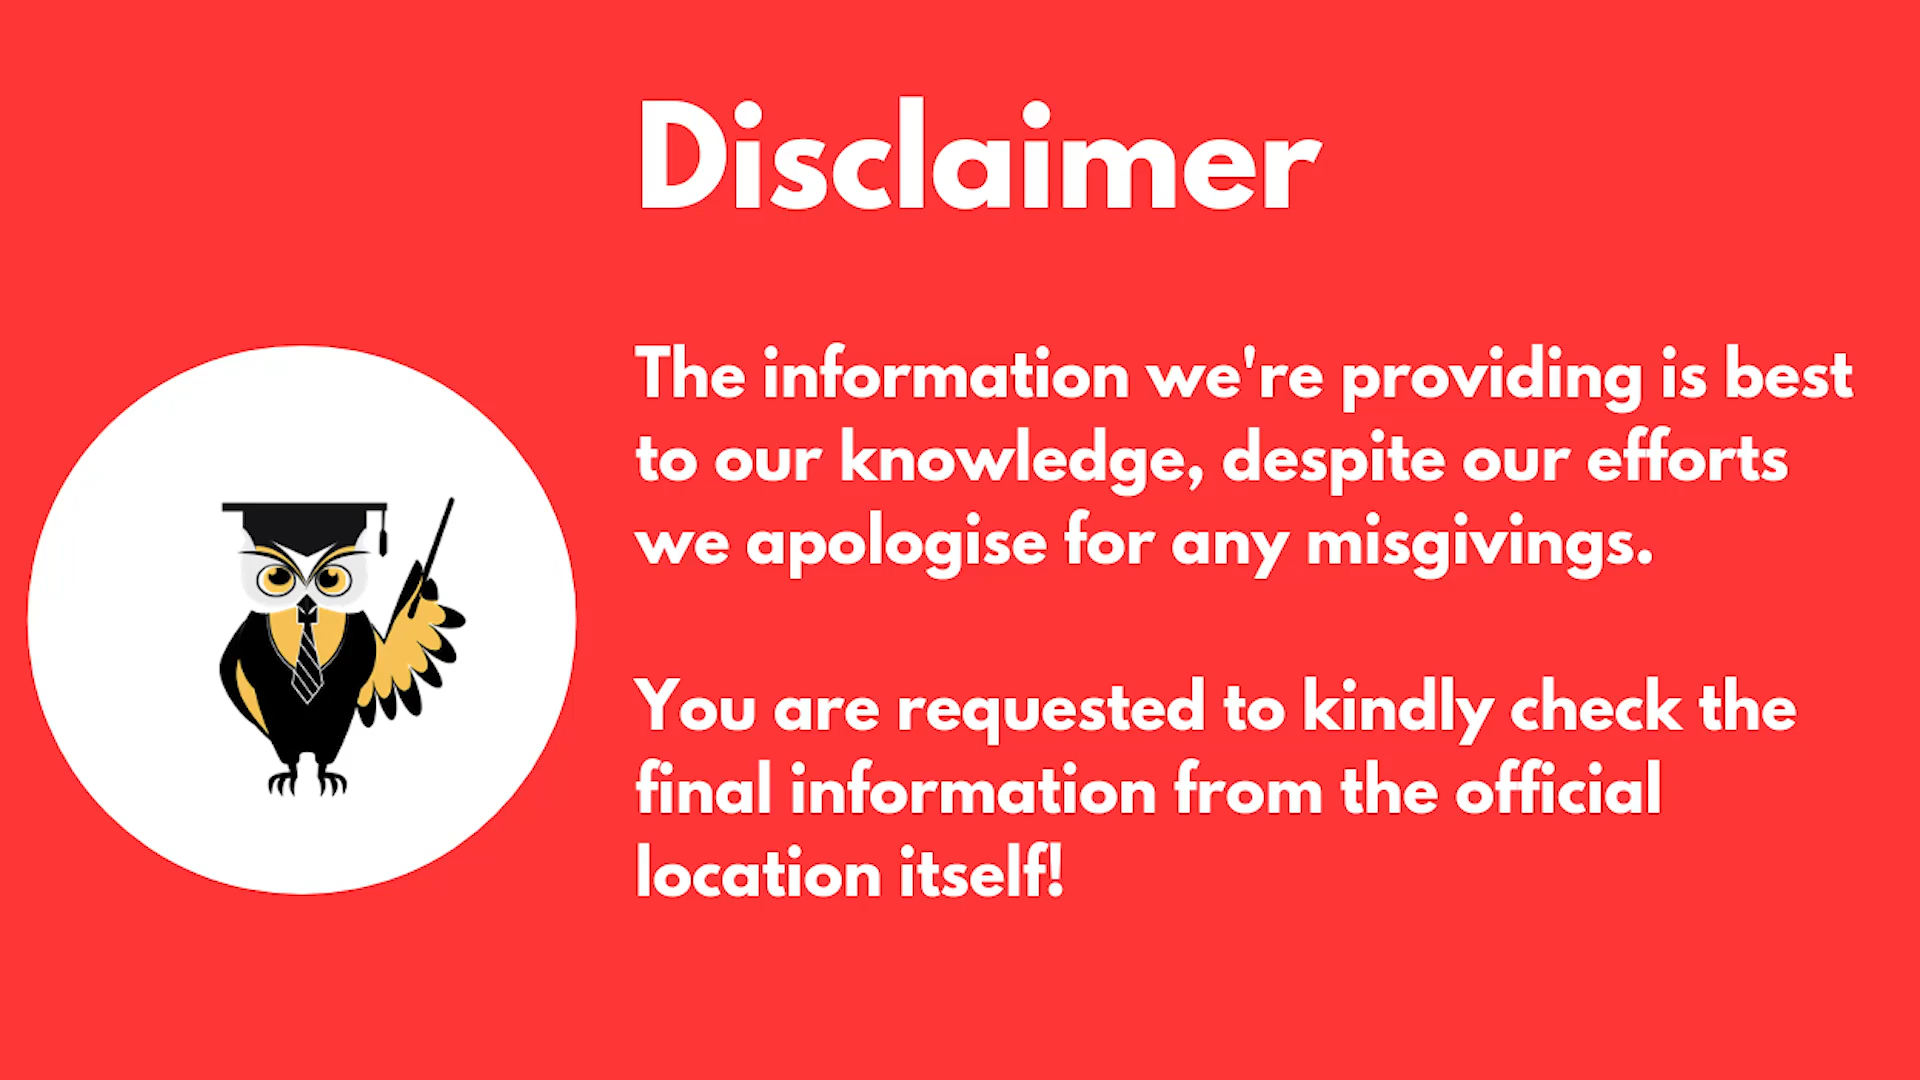 Disclaimer
The information we're providing is best
to our knowledge, despite our efforts
we apologise for any misgivings.
You are requested to kindly check the
final information from the official
location itself!